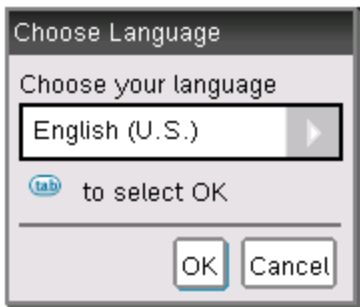 Choose Language
Choose your language
English (U.S.)
tab to select OK
OK Cancel